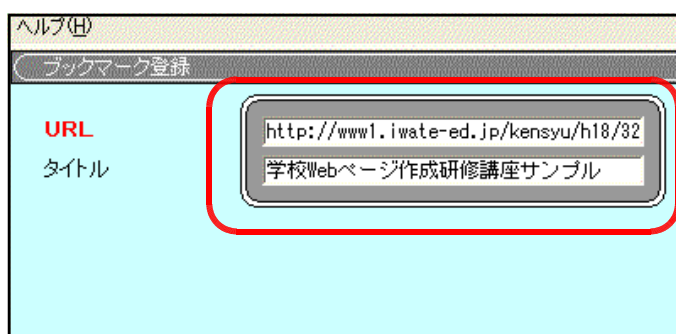 ヘルプ(H)
ブックマーク登録
URL
http://www1.iwate-ed.jp/kensyu/h18/32
タイトル
学校Webページ作成研修講座サンプル